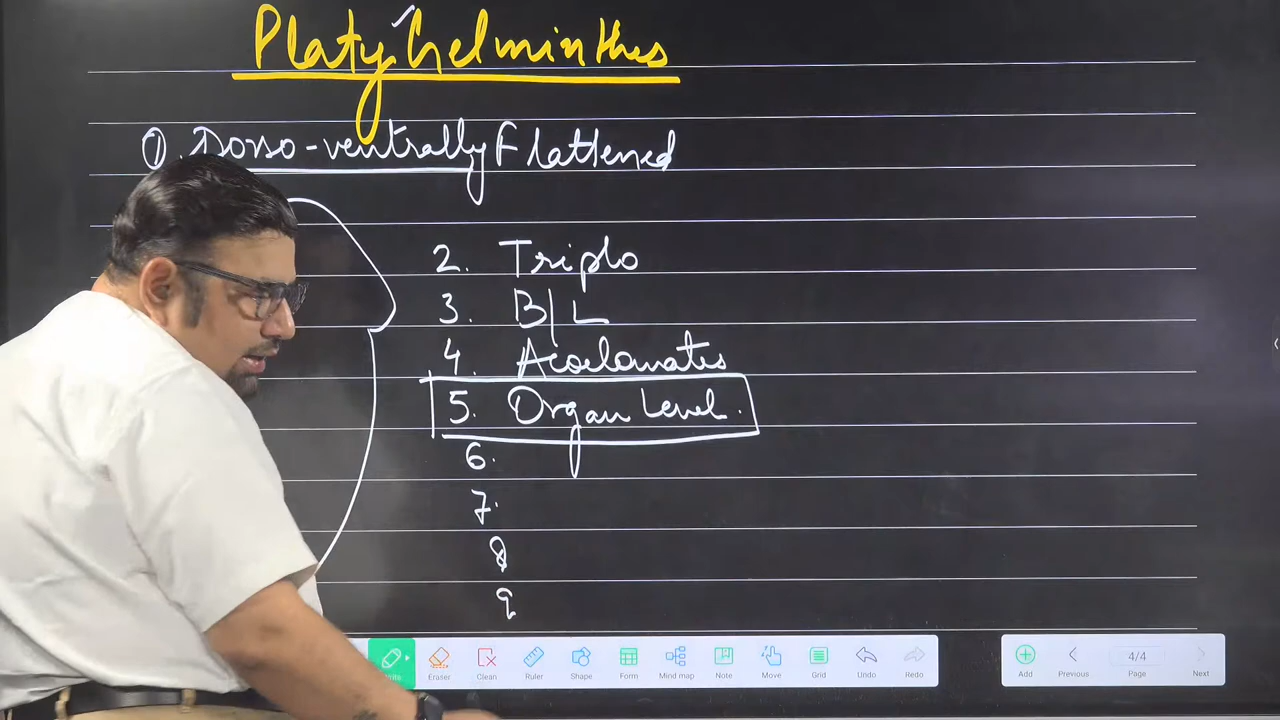 Platyhelminthes
① Dorso-ventrally Flattened
2. Triplo
3. B/L
4. Acoelomates
5. Organ Level.
6.
7.
8
9
Eraser Clean Ruler Shape Form Mind map Note Move Grid Undo Redo
Add Previous 4/4 Page Next